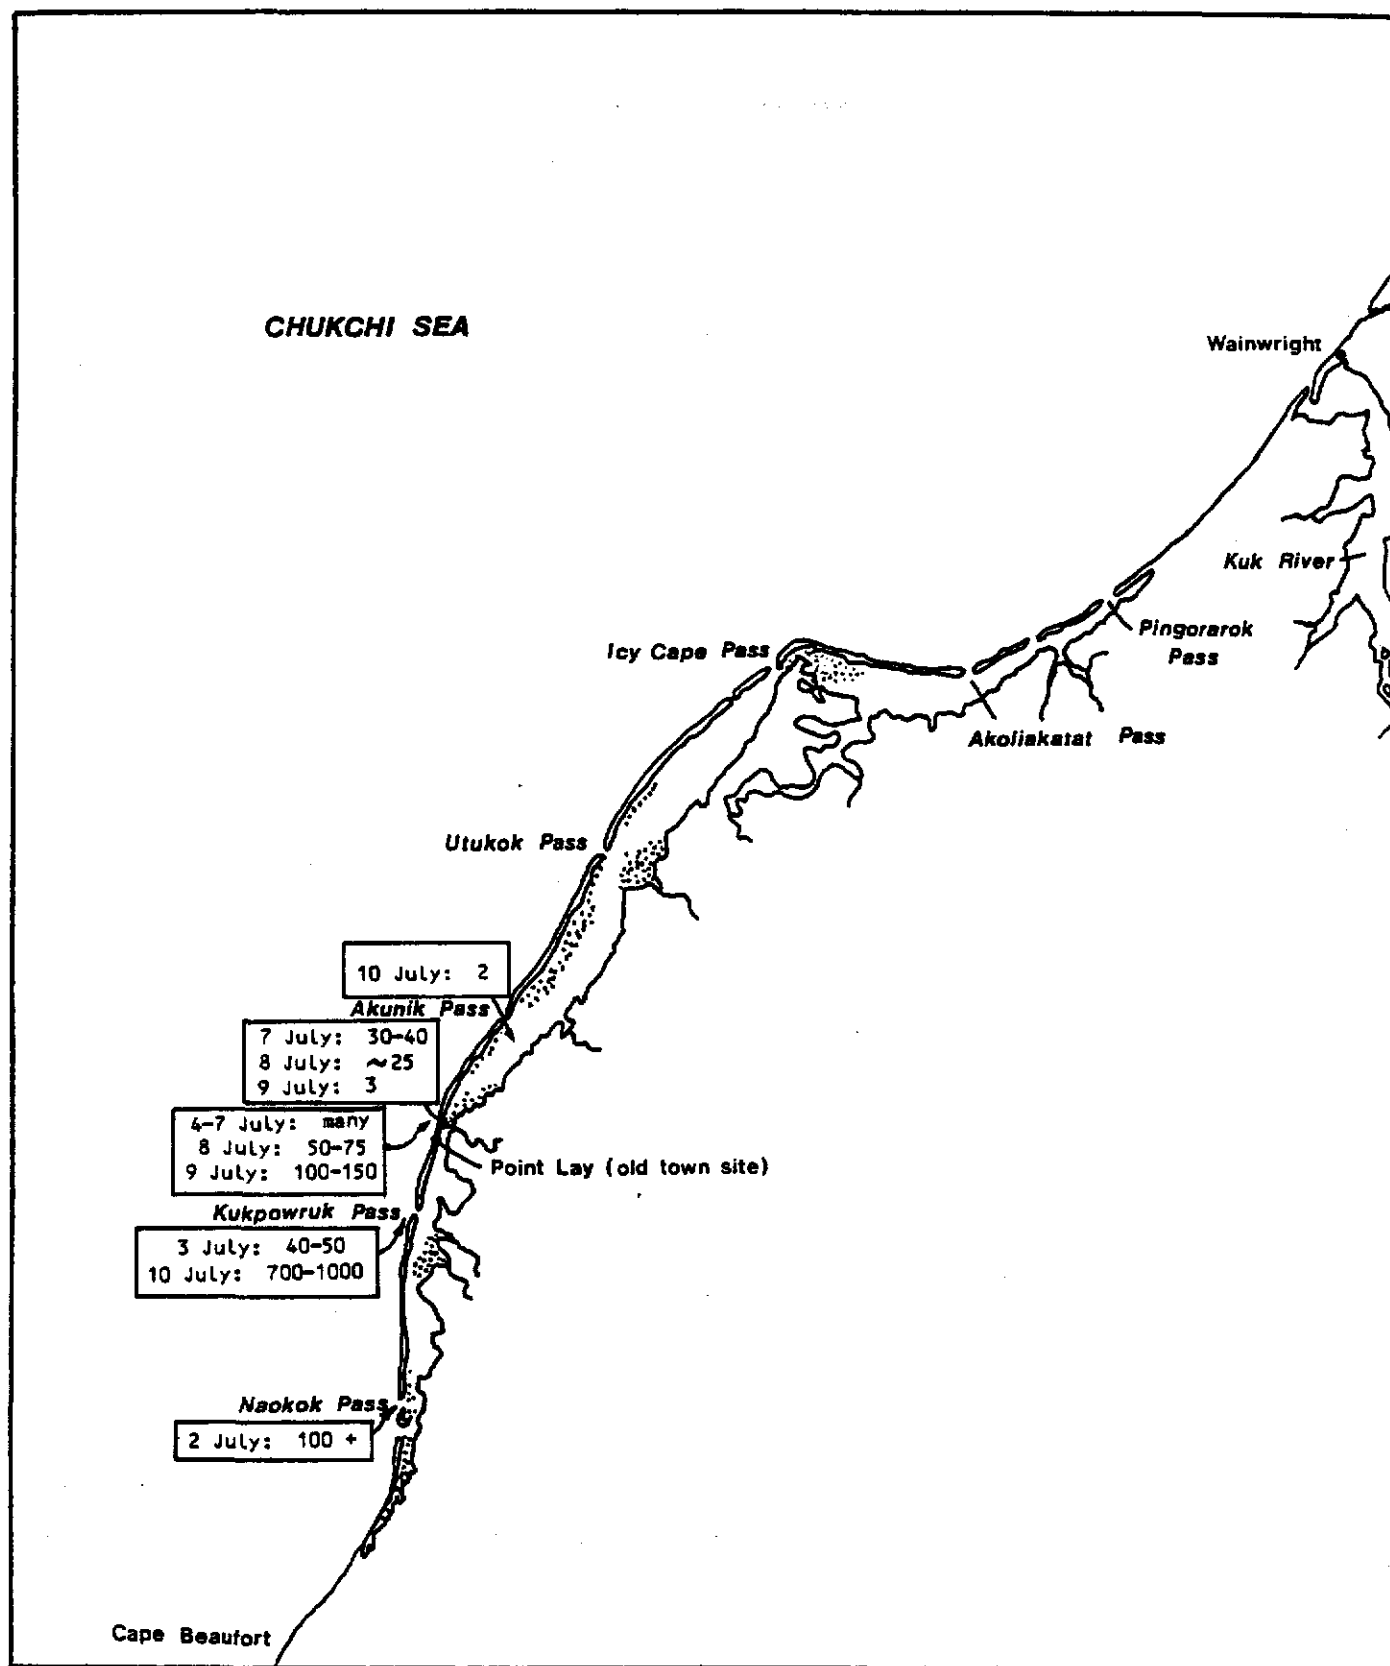 CHUKCHI SEA
Wainwright
Kuk River
Pingorarok
Pass
Icy Cape Pass
Akoliakatat Pass
Utukok Pass
10 July: 2
Akunik Pass
7 July: 30-40
8 July: ~25
9 July: 3
4-7 July: many
8 July: 50-75
9 July: 100-150
Point Lay (old town site)
Kukpowruk Pass
3 July: 40-50
10 July: 700-1000
Naokok Pass
2 July: 100 +
Cape Beaufort